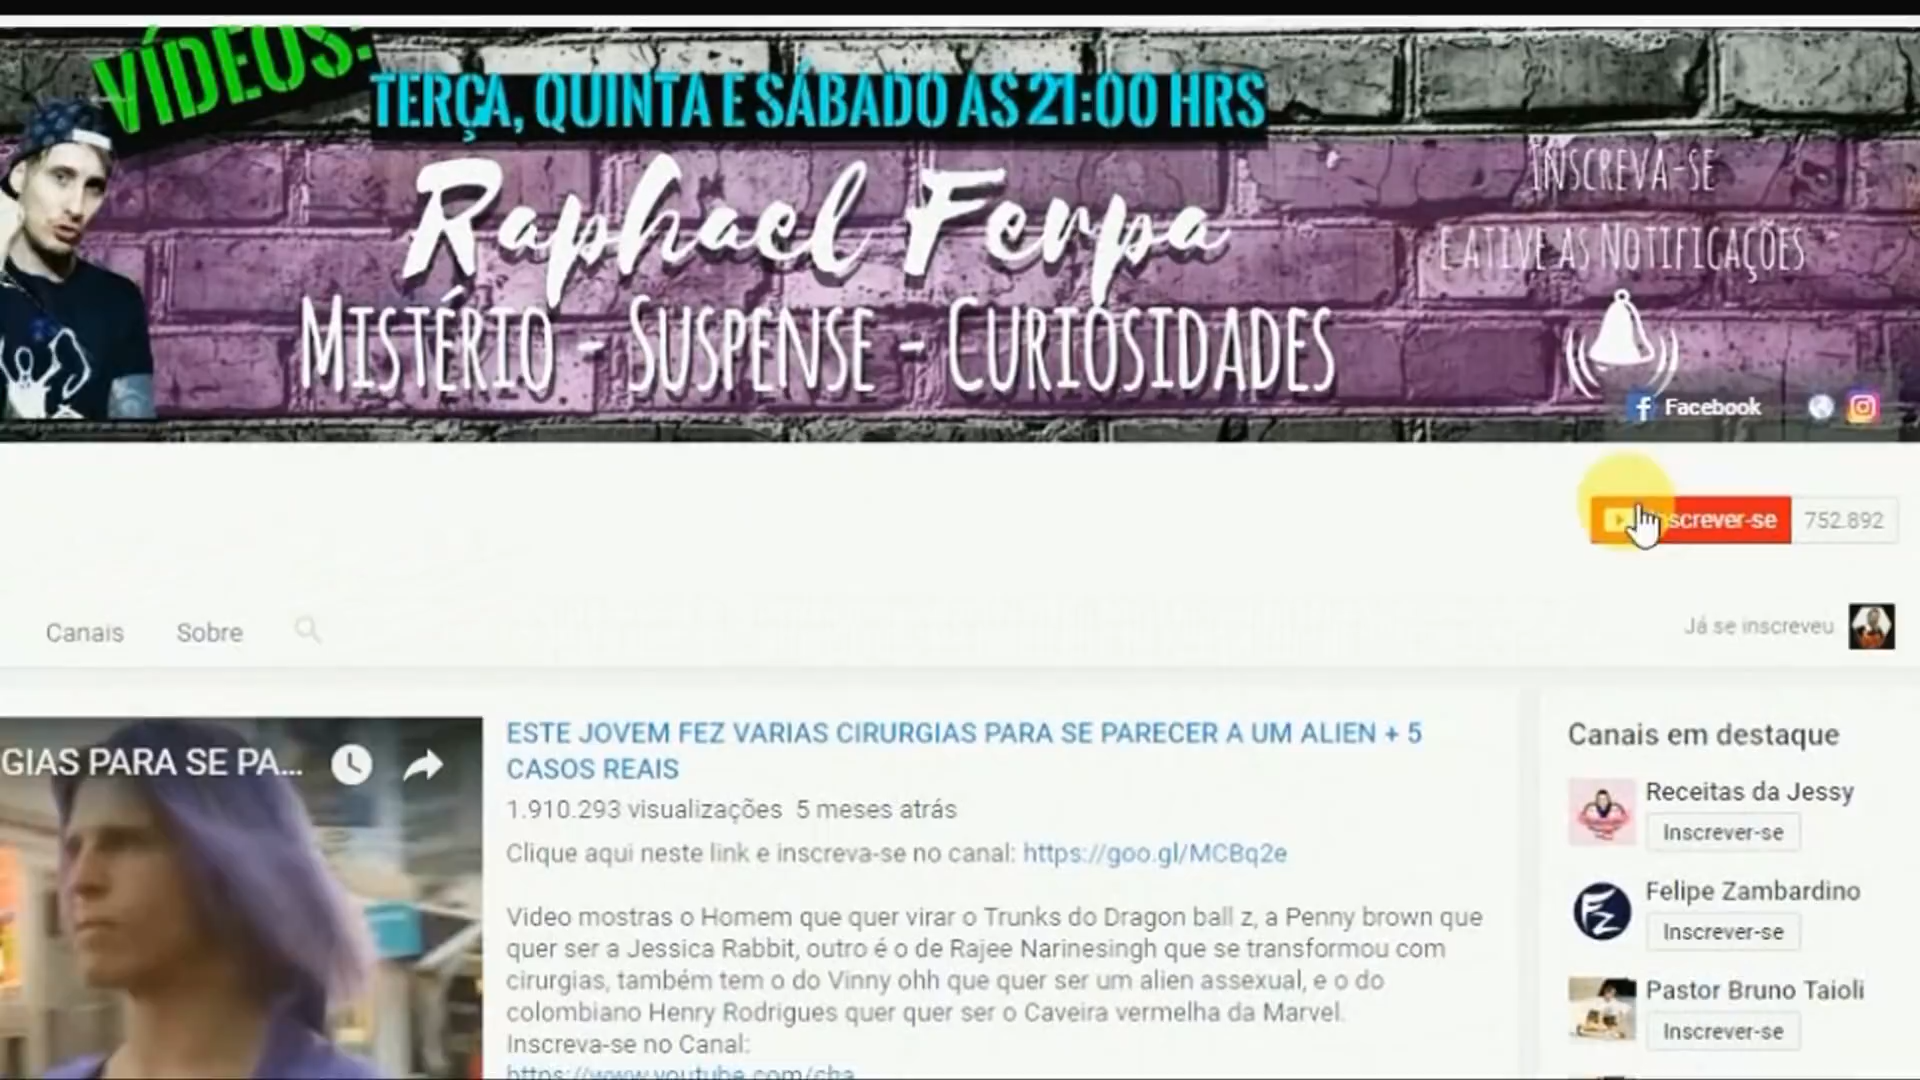 VÍDEOS:
TERÇA, QUINTA E SÁBADO AS 21:00 HRS
Raphael Ferpa
MISTÉRIO - SUSPENSE - CURIOSIDADES
INSCREVA-SE
E ATIVE AS NOTIFICAÇÕES
Facebook
screver-se 752.892
Canais Sobre
Já se inscreveu
GIAS PARA SE PA...
ESTE JOVEM FEZ VARIAS CIRURGIAS PARA SE PARECER A UM ALIEN + 5
CASOS REAIS
1.910.293 visualizações 5 meses atrás
Clique aqui neste link e inscreva-se no canal: https://goo.gl/MCBq2e
Video mostras o Homem que quer virar o Trunks do Dragon ball z, a Penny brown que
quer ser a Jessica Rabbit, outro é o de Rajee Narinesingh que se transformou com
cirurgias, também tem o do Vinny ohh que quer ser um alien assexual, e o do
colombiano Henry Rodrigues quer quer ser o Caveira vermelha da Marvel.
Inscreva-se no Canal:
https://www.youtube.com/cha
Canais em destaque
Receitas da Jessy
Inscrever-se
Felipe Zambardino
Inscrever-se
Pastor Bruno Taioli
Inscrever-se